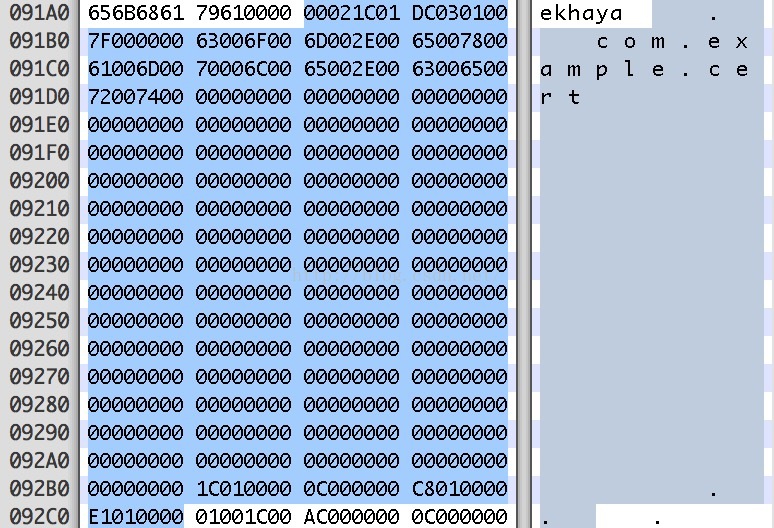 091A0 656B6861 79610000 00021C01 DC030100 ekhaya .
091B0 7F000000 63006F00 6D002E00 65007800 c o m . e x
091C0 61006D00 70006C00 65002E00 63006500 a m p l e . c e
091D0 72007400 00000000 00000000 00000000 r t
091E0 00000000 00000000 00000000 00000000
091F0 00000000 00000000 00000000 00000000
09200 00000000 00000000 00000000 00000000
09210 00000000 00000000 00000000 00000000
09220 00000000 00000000 00000000 00000000
09230 00000000 00000000 00000000 00000000
09240 00000000 00000000 00000000 00000000
09250 00000000 00000000 00000000 00000000
09260 00000000 00000000 00000000 00000000
09270 00000000 00000000 00000000 00000000
09280 00000000 00000000 00000000 00000000
09290 00000000 00000000 00000000 00000000
092A0 00000000 00000000 00000000 00000000
092B0 00000000 1C010000 0C000000 C8010000 .
092C0 E1010000 01001C00 AC000000 0C000000 . .